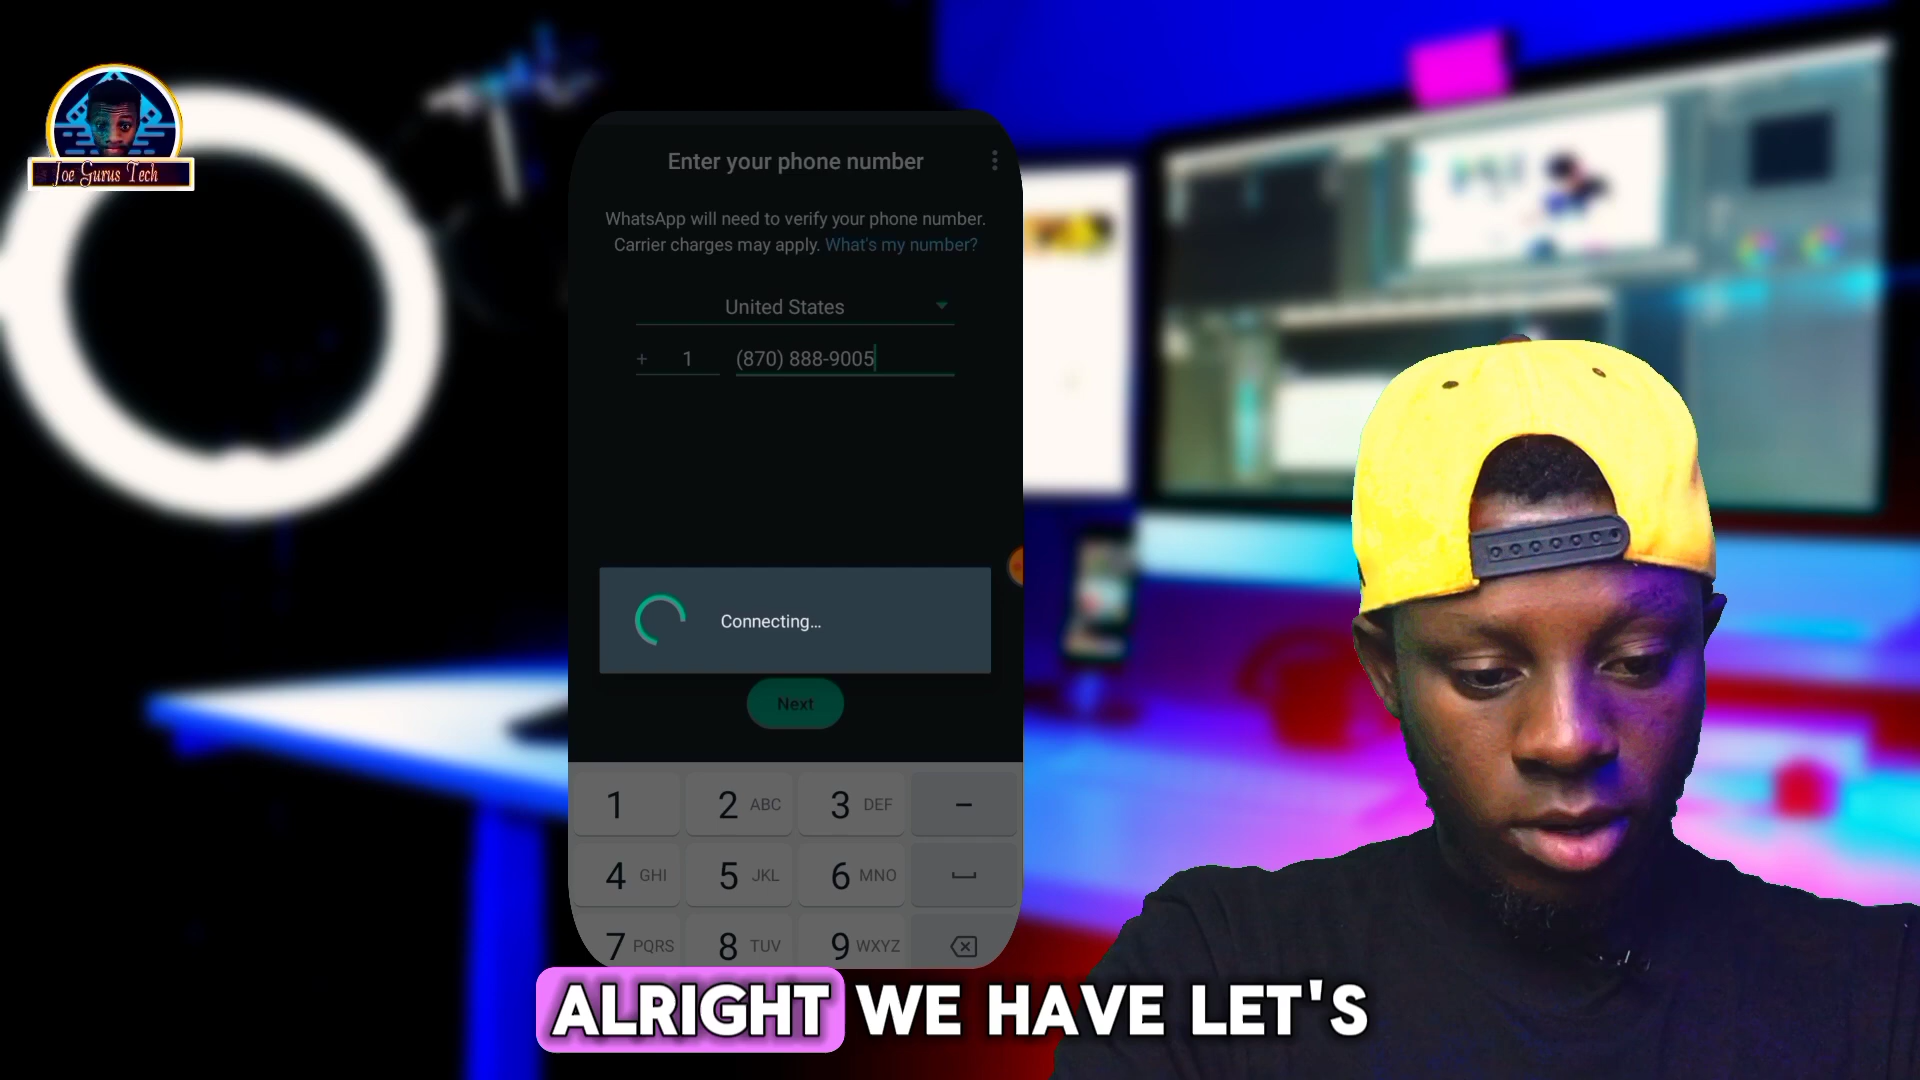 Joe Gurus Tech
Enter your phone number
WhatsApp will need to verify your phone number.
Carrier charges may apply. What's my number?
United States
+ 1 (870) 888-9005
Connecting...
Next
1 2 ABC 3 DEF –
4 GHI 5 JKL 6 MNO
7 PQRS 8 TUV 9 WXYZ
ALRIGHT WE HAVE LET'S